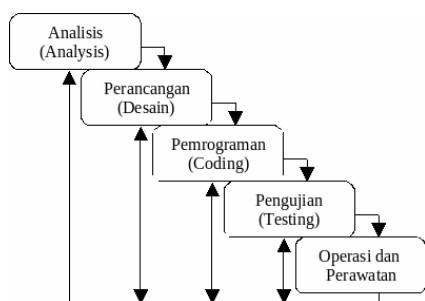 Analisis
(Analysis)
Perancangan
(Desain)
Pemrograman
(Coding)
Pengujian
(Testing)
Operasi dan
Perawatan